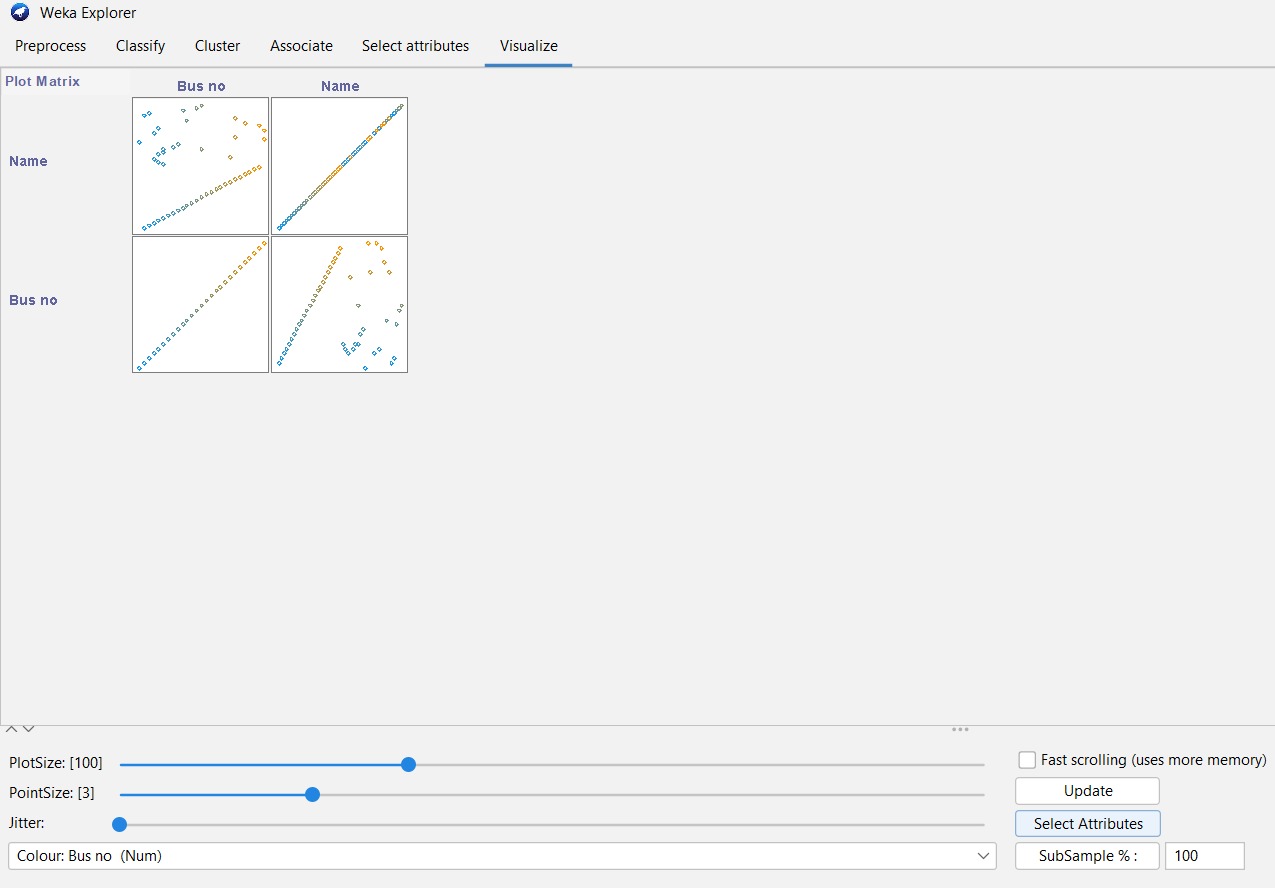 Weka Explorer
Preprocess Classify Cluster Associate Select attributes Visualize
Plot Matrix
Bus no Name
Name
Bus no
PlotSize: [100]
Fast scrolling (uses more memory)
PointSize: [3]
Update
Jitter:
Select Attributes
Colour: Bus no (Num)
SubSample % : 100